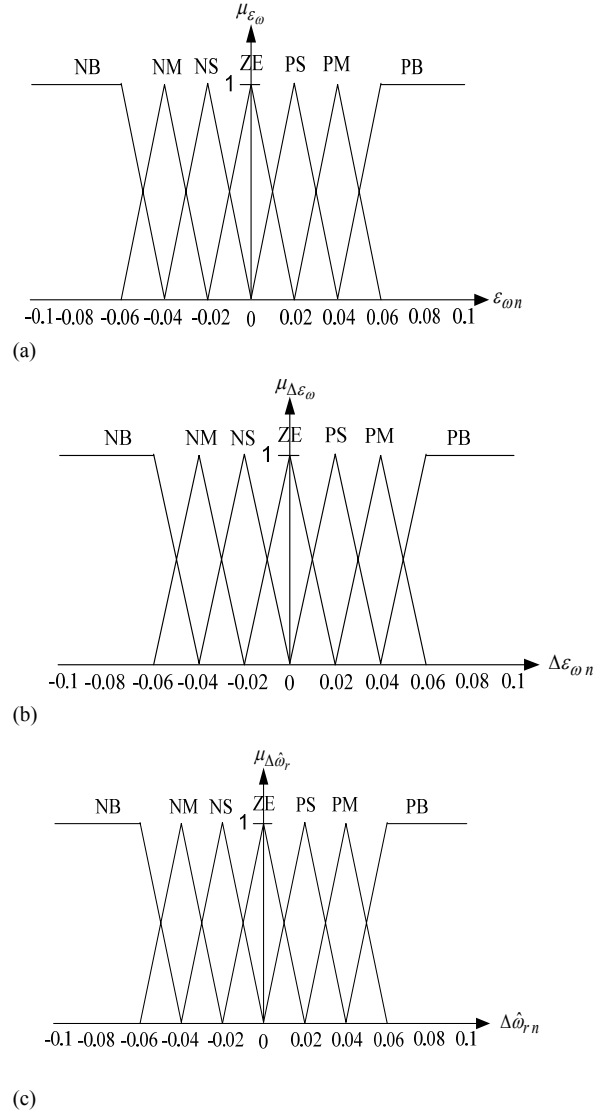 μ_{ε_ω}
NB NM NS ZE PS PM PB
1
-0.1 -0.08 -0.06 -0.04 -0.02 0 0.02 0.04 0.06 0.08 0.1 ε_{ω n}
(a)
μ_{Δε_ω}
NB NM NS ZE PS PM PB
1
-0.1 -0.08 -0.06 -0.04 -0.02 0 0.02 0.04 0.06 0.08 0.1 Δε_{ω n}
(b)
μ_{Δω̂_r}
NB NM NS ZE PS PM PB
1
-0.1 -0.08 -0.06 -0.04 -0.02 0 0.02 0.04 0.06 0.08 0.1 Δω̂_{r n}
(c)